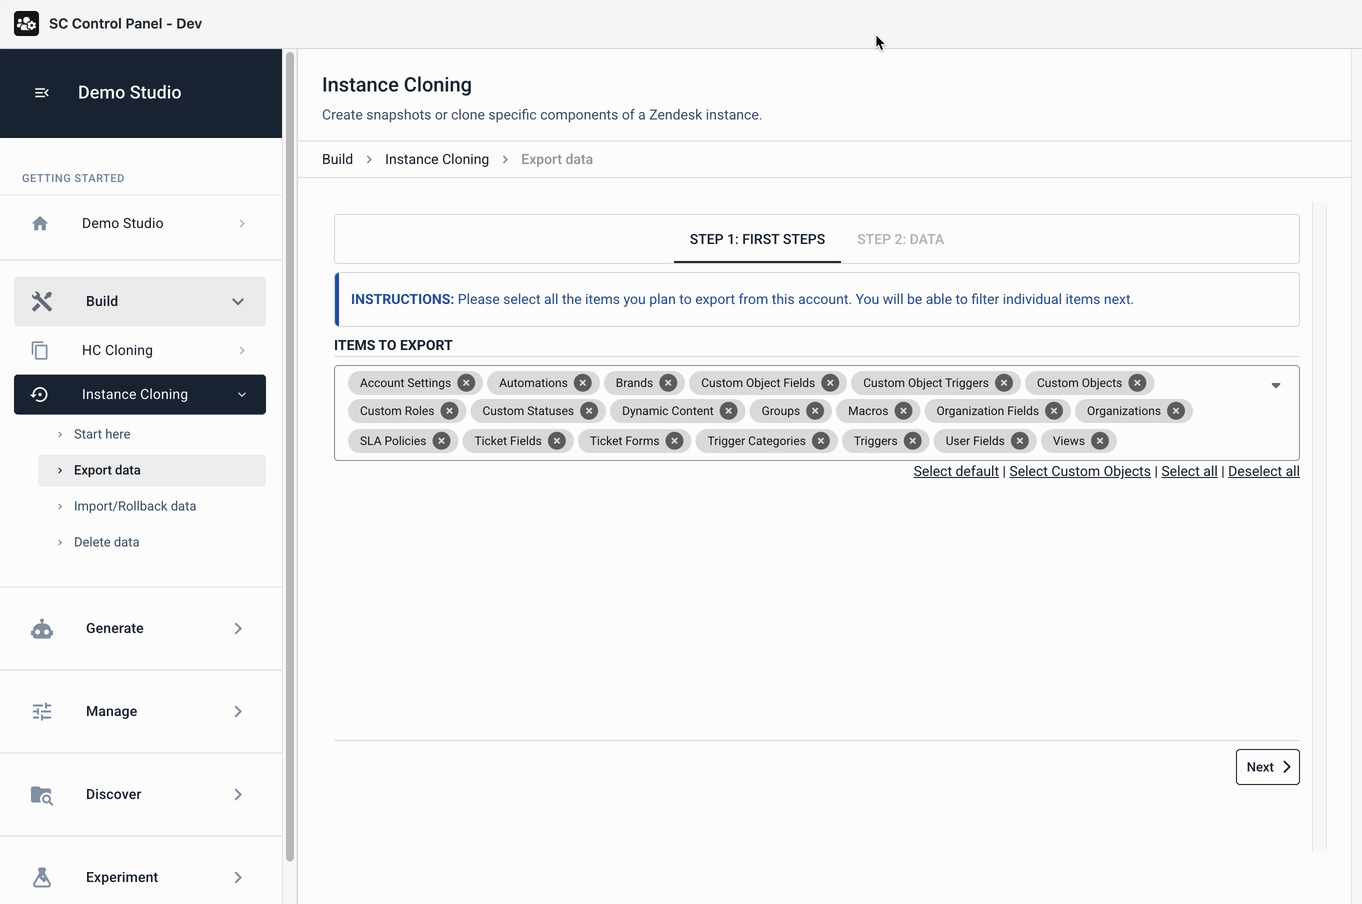 SC Control Panel - Dev
Demo Studio
GETTING STARTED
Demo Studio
Build
HC Cloning
Instance Cloning
Start here
Export data
Import/Rollback data
Delete data
Generate
Manage
Discover
Experiment
Instance Cloning
Create snapshots or clone specific components of a Zendesk instance.
Build > Instance Cloning > Export data
STEP 1: FIRST STEPS STEP 2: DATA
INSTRUCTIONS: Please select all the items you plan to export from this account. You will be able to filter individual items next.
ITEMS TO EXPORT
Account Settings Automations Brands Custom Object Fields Custom Object Triggers Custom Objects
Custom Roles Custom Statuses Dynamic Content Groups Macros Organization Fields Organizations
SLA Policies Ticket Fields Ticket Forms Trigger Categories Triggers User Fields Views
Select default | Select Custom Objects | Select all | Deselect all
Next